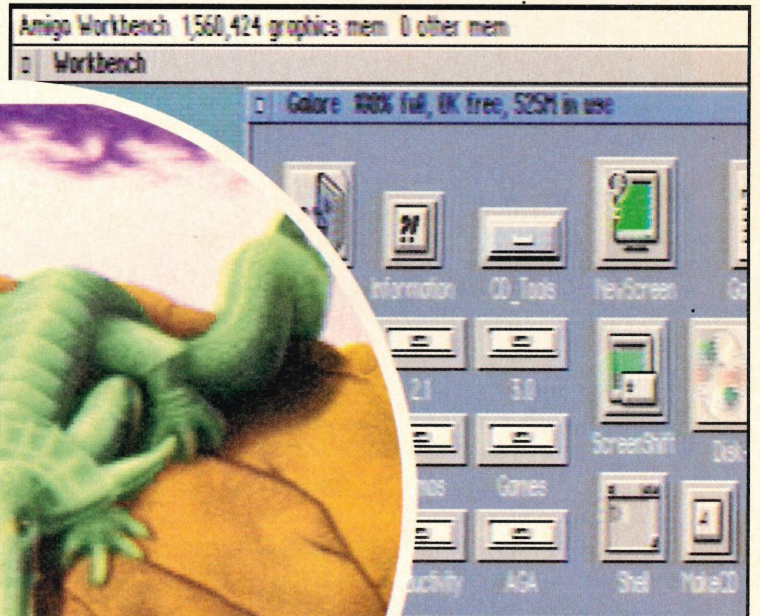 Amiga Workbench 1,560,424 graphics mem 0 other mem
Workbench
Galore 100% full, 0K free, 525M in use
?!
Information CD_Tools NewScreen
2.1 3.0
ScreenShift Disk-
Games
AGA Shell MakeCD